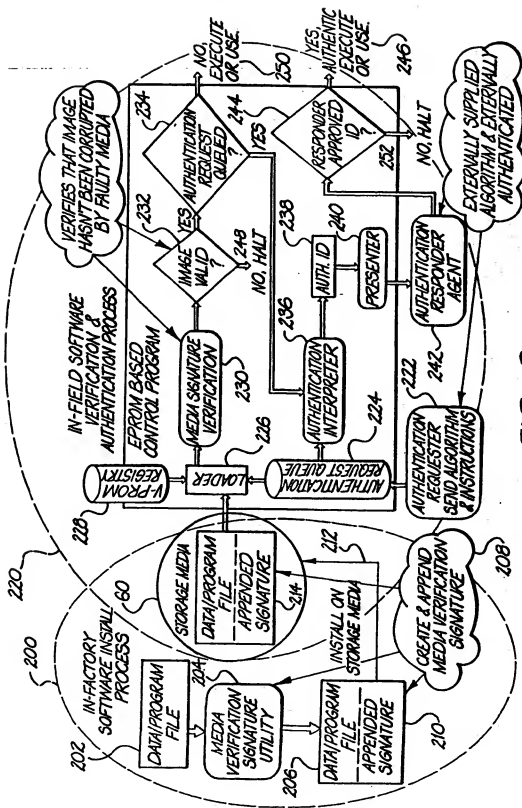 200
IN-FACTORY
SOFTWARE INSTALL
PROCESS
202
DATA/PROGRAM
FILE
204
MEDIA
VERIFICATION
SIGNATURE
UTILITY
206
DATA/PROGRAM
FILE
APPENDED
SIGNATURE
210
CREATE & APPEND
MEDIA VERIFICATION
SIGNATURE
208
INSTALL ON
STORAGE MEDIA
212
60
STORAGE MEDIA
DATA/PROGRAM
FILE
APPENDED
SIGNATURE
214
220
IN-FIELD SOFTWARE
VERIFICATION &
AUTHENTICATION PROCESS
EPROM BASED
CONTROL PROGRAM
228
V-PROM
REGISTRY
LOADER
226
AUTHENTICATION
REQUEST QUEUE
224
AUTHENTICATION
REQUESTER
SEND ALGORITHM
& INSTRUCTIONS
222
MEDIA SIGNATURE
VERIFICATION
230
VERIFIES THAT IMAGE
HASN'T BEEN CORRUPTED
BY FAULTY MEDIA
232
IMAGE
VALID
?
YES
248
NO, HALT
234
AUTHENTICATION
REQUEST
QUEUED
?
NO,
EXECUTE
OR USE.
250
YES
236
AUTHENTICATION
INTERPRETER
238
AUTH. ID
240
PRESENTER
AUTHENTICATION
RESPONDER
AGENT
242
244
RESPONDER
APPROVED
ID
?
YES,
AUTHENTIC
EXECUTE
OR USE.
246
252
NO, HALT
EXTERNALLY SUPPLIED
ALGORITHM & EXTERNALLY
AUTHENTICATED